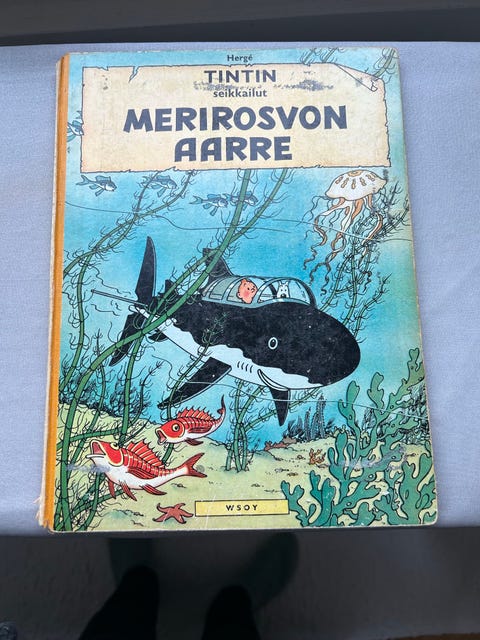 Hergé
TINTIN
seikkailut
MERIROSVON
AARRE
WSOY